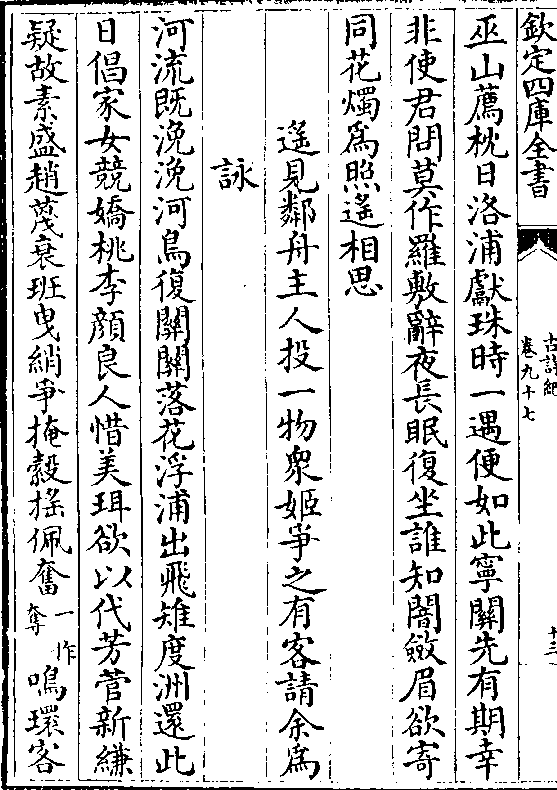 欽定四庫全書
古詩紀
卷九十七
十三
巫山薦枕日洛浦獻珠時一遇便如此寧關先有期幸
非使君問莫作羅敷辭夜長眠復坐誰知闇斂眉欲寄
同花燭為照遙相思
遙見鄰舟主人投一物衆姬爭之有客請余為
詠
河流既浼浼河鳥復關關落花浮浦出飛雉度洲還此
日倡家女競嬌桃李顔良人惜美珥欲以代芳菅新縑
疑故素盛趙蔑衰班曳綃爭掩縠搖佩奮一作奪鳴環客